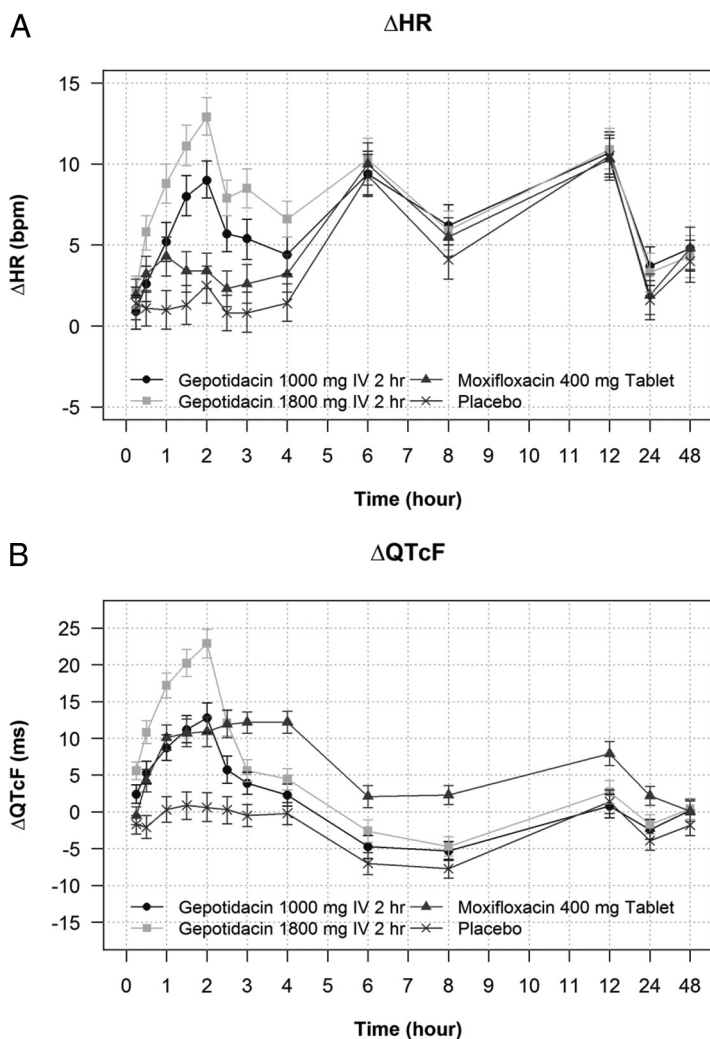 A
ΔHR
15
10
5
0
-5
ΔHR (bpm)
Gepotidacin 1000 mg IV 2 hr
Moxifloxacin 400 mg Tablet
Gepotidacin 1800 mg IV 2 hr
Placebo
0 1 2 3 4 5 6 7 8 9 10 11 12 24 48
Time (hour)
B
ΔQTcF
25
20
15
10
5
0
-5
-10
-15
ΔQTcF (ms)
Gepotidacin 1000 mg IV 2 hr
Moxifloxacin 400 mg Tablet
Gepotidacin 1800 mg IV 2 hr
Placebo
0 1 2 3 4 5 6 7 8 9 10 11 12 24 48
Time (hour)